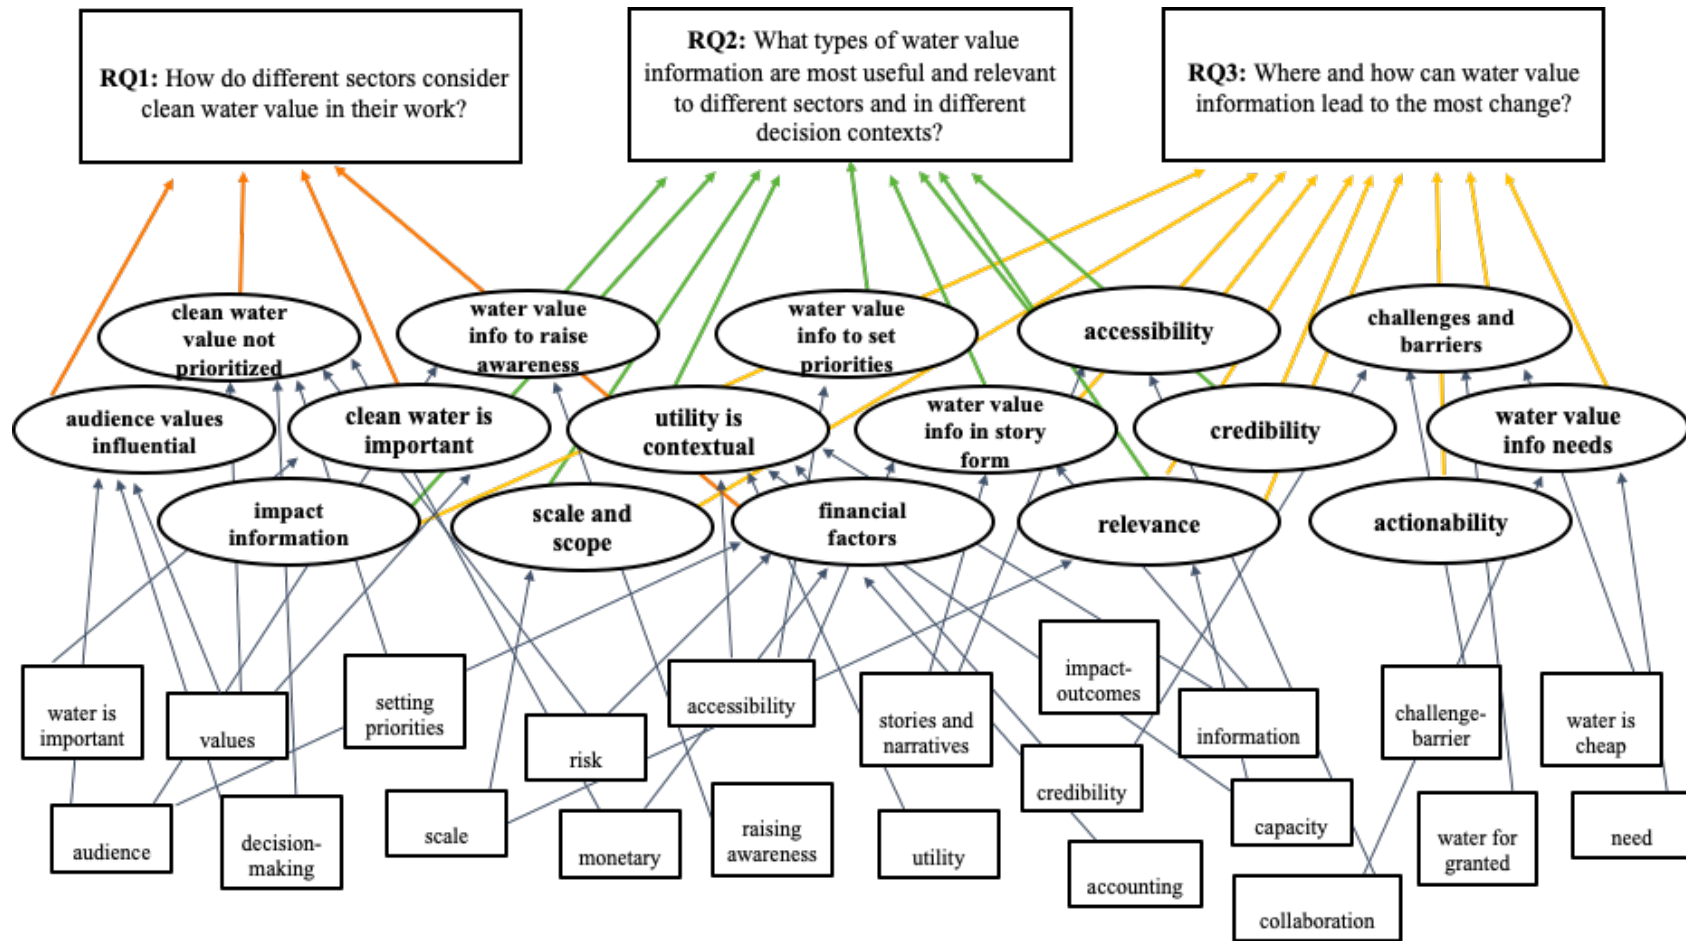 RQ1: How do different sectors consider
clean water value in their work?
RQ2: What types of water value
information are most useful and relevant
to different sectors and in different
decision contexts?
RQ3: Where and how can water value
information lead to the most change?
clean water
value not
prioritized
water value
info to raise
awareness
water value
info to set
priorities
accessibility
challenges and
barriers
audience values
influential
clean water is
important
utility is
contextual
water value
info in story
form
credibility
water value
info needs
impact
information
scale and
scope
financial
factors
relevance
actionability
water is
important
values
setting
priorities
risk
accessibility
stories and
narratives
impact-
outcomes
information
challenge-
barrier
water is
cheap
audience
decision-
making
scale
monetary
raising
awareness
utility
credibility
accounting
capacity
collaboration
water for
granted
need